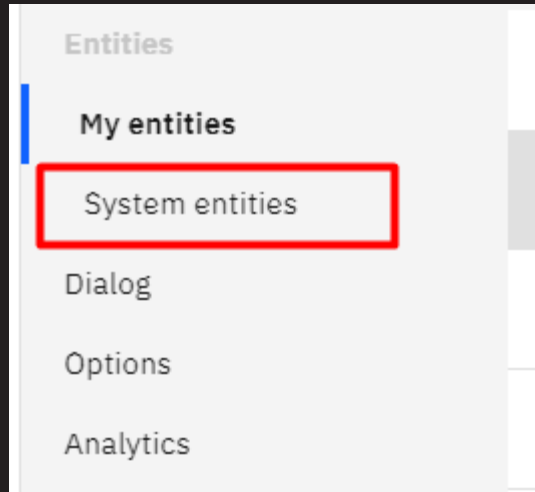 Entities
My entities
System entities
Dialog
Options
Analytics